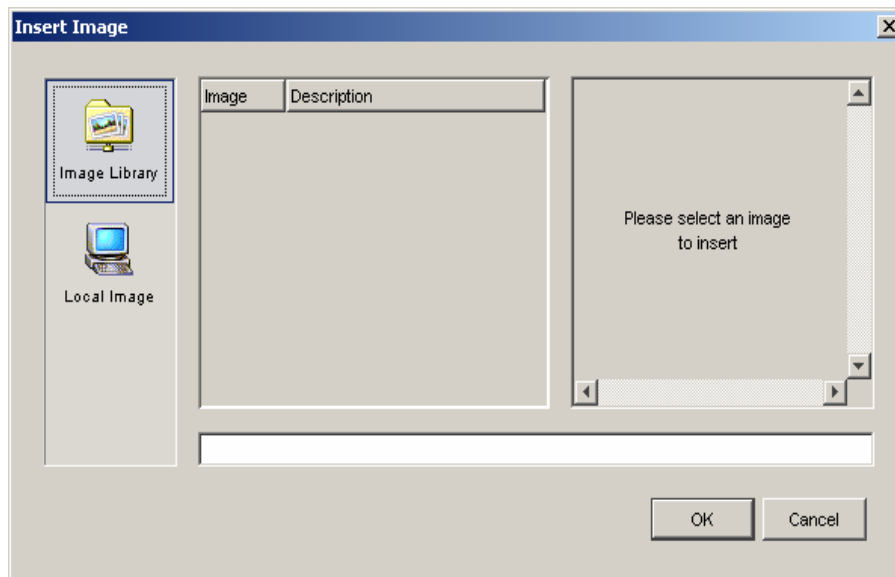 Insert Image
Image Library
Local Image
Image Description
Please select an image
to insert
OK Cancel